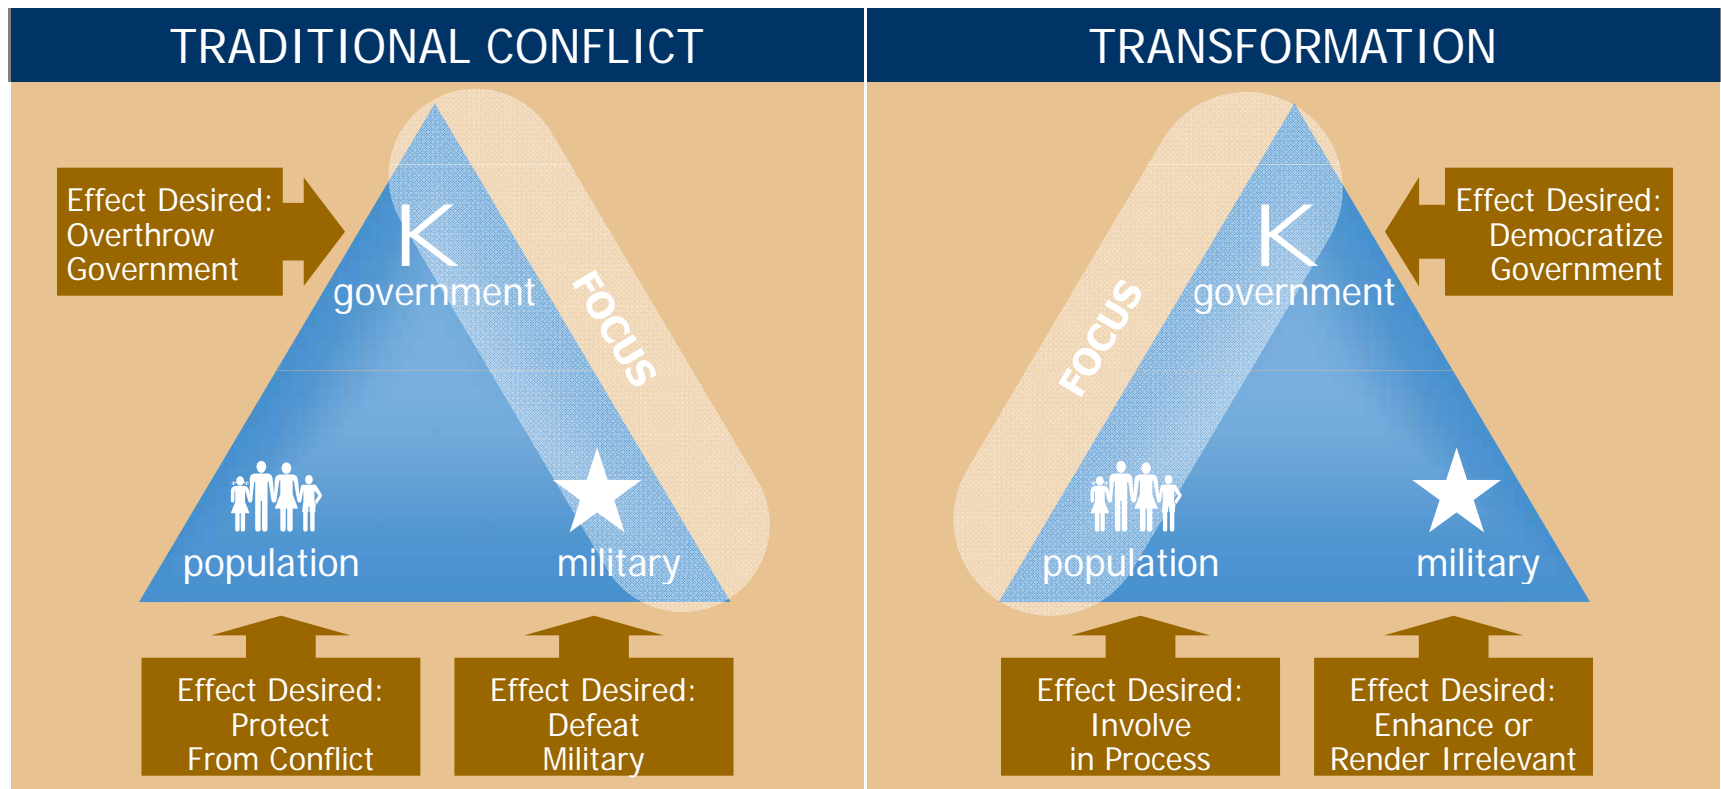 TRADITIONAL CONFLICT
Effect Desired:
Overthrow
Government
K
government
FOCUS
population
military
Effect Desired:
Protect
From Conflict
Effect Desired:
Defeat
Military
TRANSFORMATION
Effect Desired:
Democratize
Government
K
government
FOCUS
population
military
Effect Desired:
Involve
in Process
Effect Desired:
Enhance or
Render Irrelevant